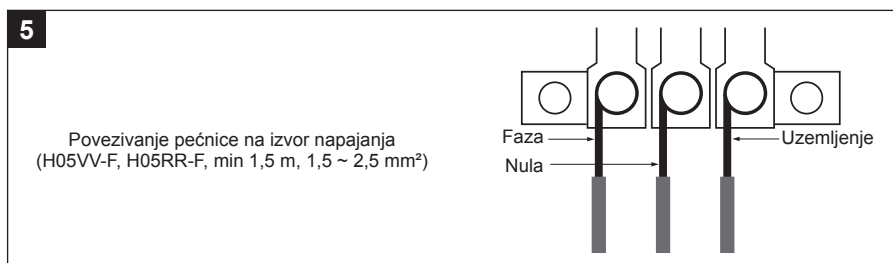 5
Povezivanje pećnice na izvor napajanja
(H05VV-F, H05RR-F, min 1,5 m, 1,5 ~ 2,5 mm²)
Faza
Uzemljenje
Nula